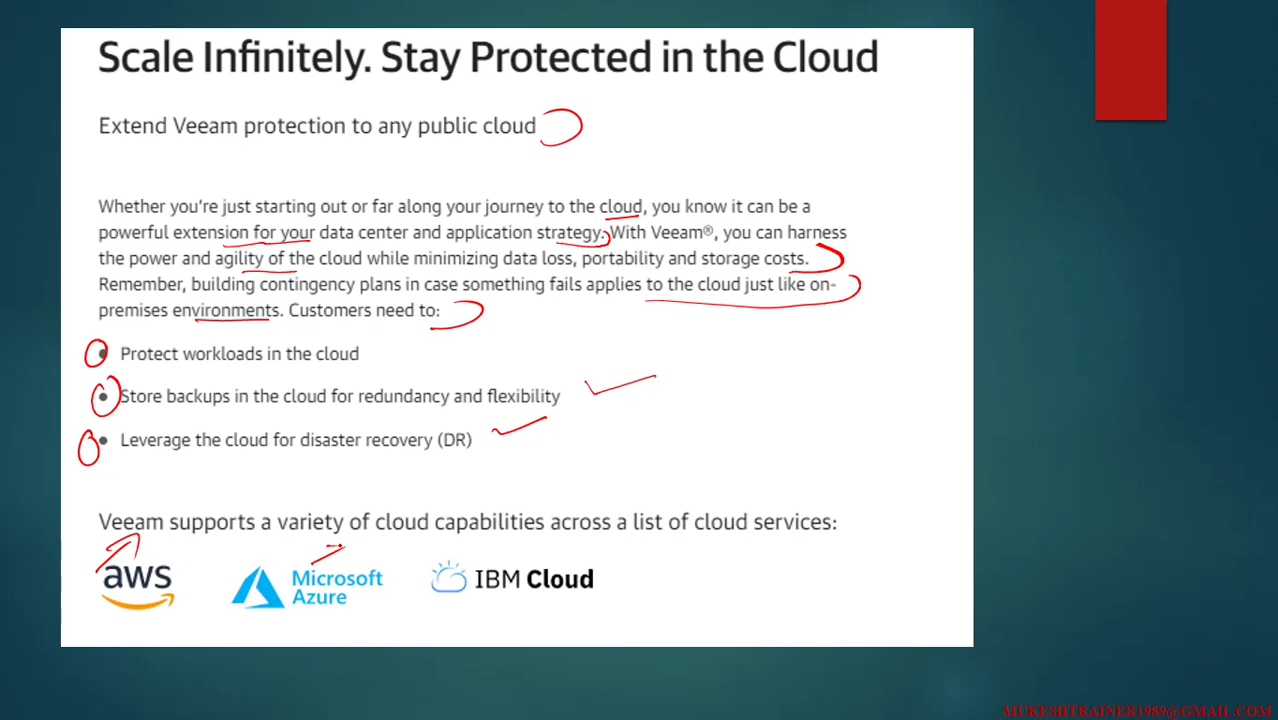 Scale Infinitely. Stay Protected in the Cloud
Extend Veeam protection to any public cloud
Whether you're just starting out or far along your journey to the cloud, you know it can be a
powerful extension for your data center and application strategy. With Veeam®, you can harness
the power and agility of the cloud while minimizing data loss, portability and storage costs.
Remember, building contingency plans in case something fails applies to the cloud just like on-
premises environments. Customers need to:
• Protect workloads in the cloud
• Store backups in the cloud for redundancy and flexibility
• Leverage the cloud for disaster recovery (DR)
Veeam supports a variety of cloud capabilities across a list of cloud services:
aws
Microsoft
Azure
IBM Cloud
MUKESHTRAINER1989@GMAIL.COM